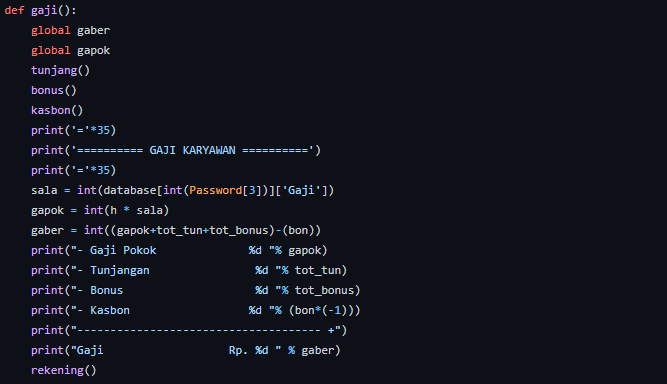 def gaji():
    global gaber
    global gapok
    tunjang()
    bonus()
    kasbon()
    print('='*35)
    print('========== GAJI KARYAWAN ==========')
    print('='*35)
    sala = int(database[int(Password[3])]['Gaji'])
    gapok = int(h * sala)
    gaber = int((gapok+tot_tun+tot_bonus)-(bon))
    print("- Gaji Pokok              %d "% gapok)
    print("- Tunjangan                %d "% tot_tun)
    print("- Bonus                    %d "% tot_bonus)
    print("- Kasbon                  %d "% (bon*(-1)))
    print("------------------------------------- +")
    print("Gaji                   Rp. %d " % gaber)
    rekening()